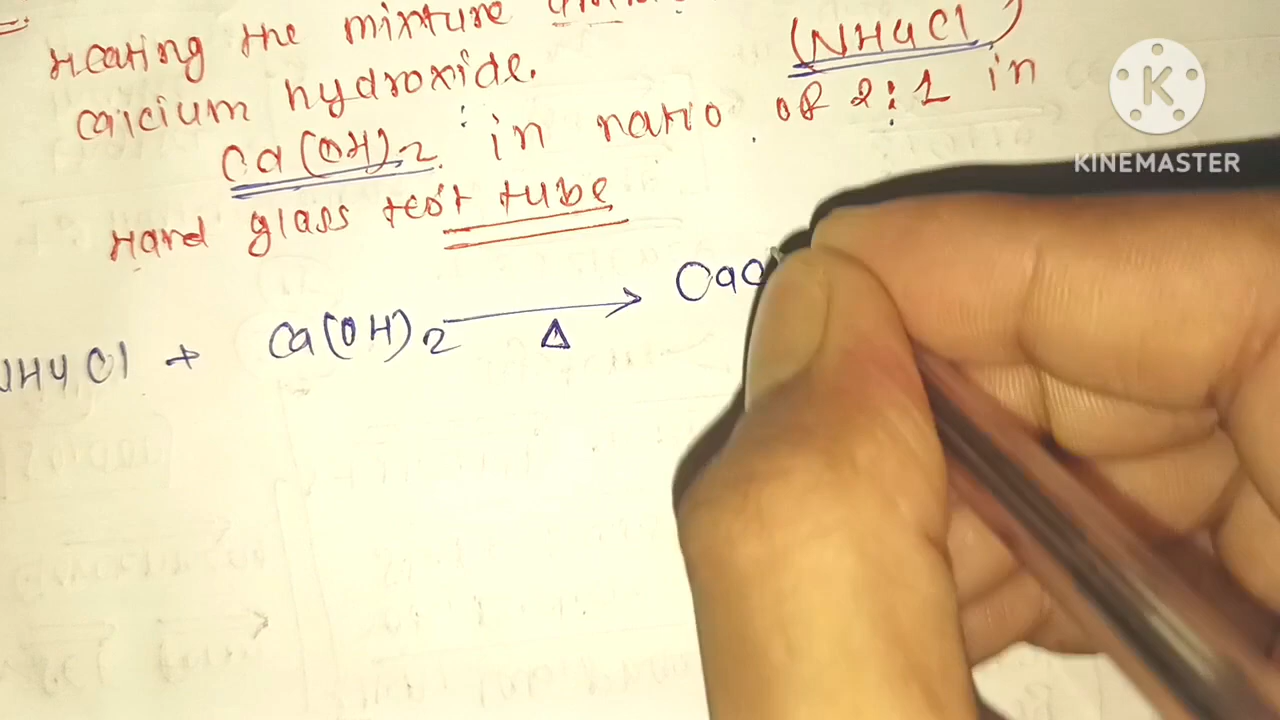 Heating the mixture
(NH4Cl)
calcium hydroxide.
Ca(OH)2 in ratio of 2:1 in
Hard glass test tube
NH4Cl + Ca(OH)2 → Δ Cac
K
KINEMASTER